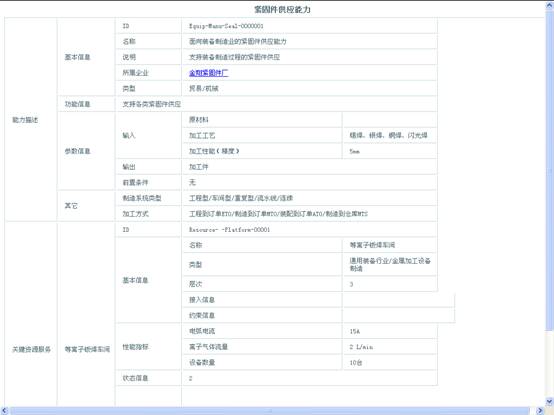 紧固件供应能力
ID Equip-Manu-Seal-0000001
名称 面向装备制造业的紧固件供应能力
基本信息 说明 支持装备制造过程的紧固件供应
所属企业 金翔紧固件厂
类型 贸易/机械
功能信息 支持各类紧固件供应
能力描述
原材料
输入 加工工艺 锡焊、银焊、铜焊、闪光焊
参数信息 加工性能(精度) 5mm
输出 加工件
前置条件 无
其它 制造系统类型 工程型/车间型/重复型/流水线/连续
加工方式 工程到订单ETO/制造到订单MTO/装配到订单ATO/制造到仓库MTS
ID Resource- -Platform-00001
名称 等离子钣焊车间
类型 通用装备行业/金属加工设备
制造
基本信息 层次 3
接入信息
约束信息
关键资源服务 等离子钣焊车间
电弧电流 15A
性能指标 离子气体流量 2 L/min
设备数量 10台
状态信息 2